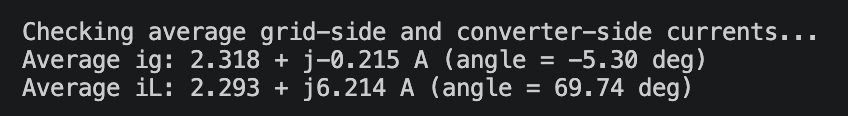 Checking average grid-side and converter-side currents...
Average ig: 2.318 + j-0.215 A (angle = -5.30 deg)
Average iL: 2.293 + j6.214 A (angle = 69.74 deg)